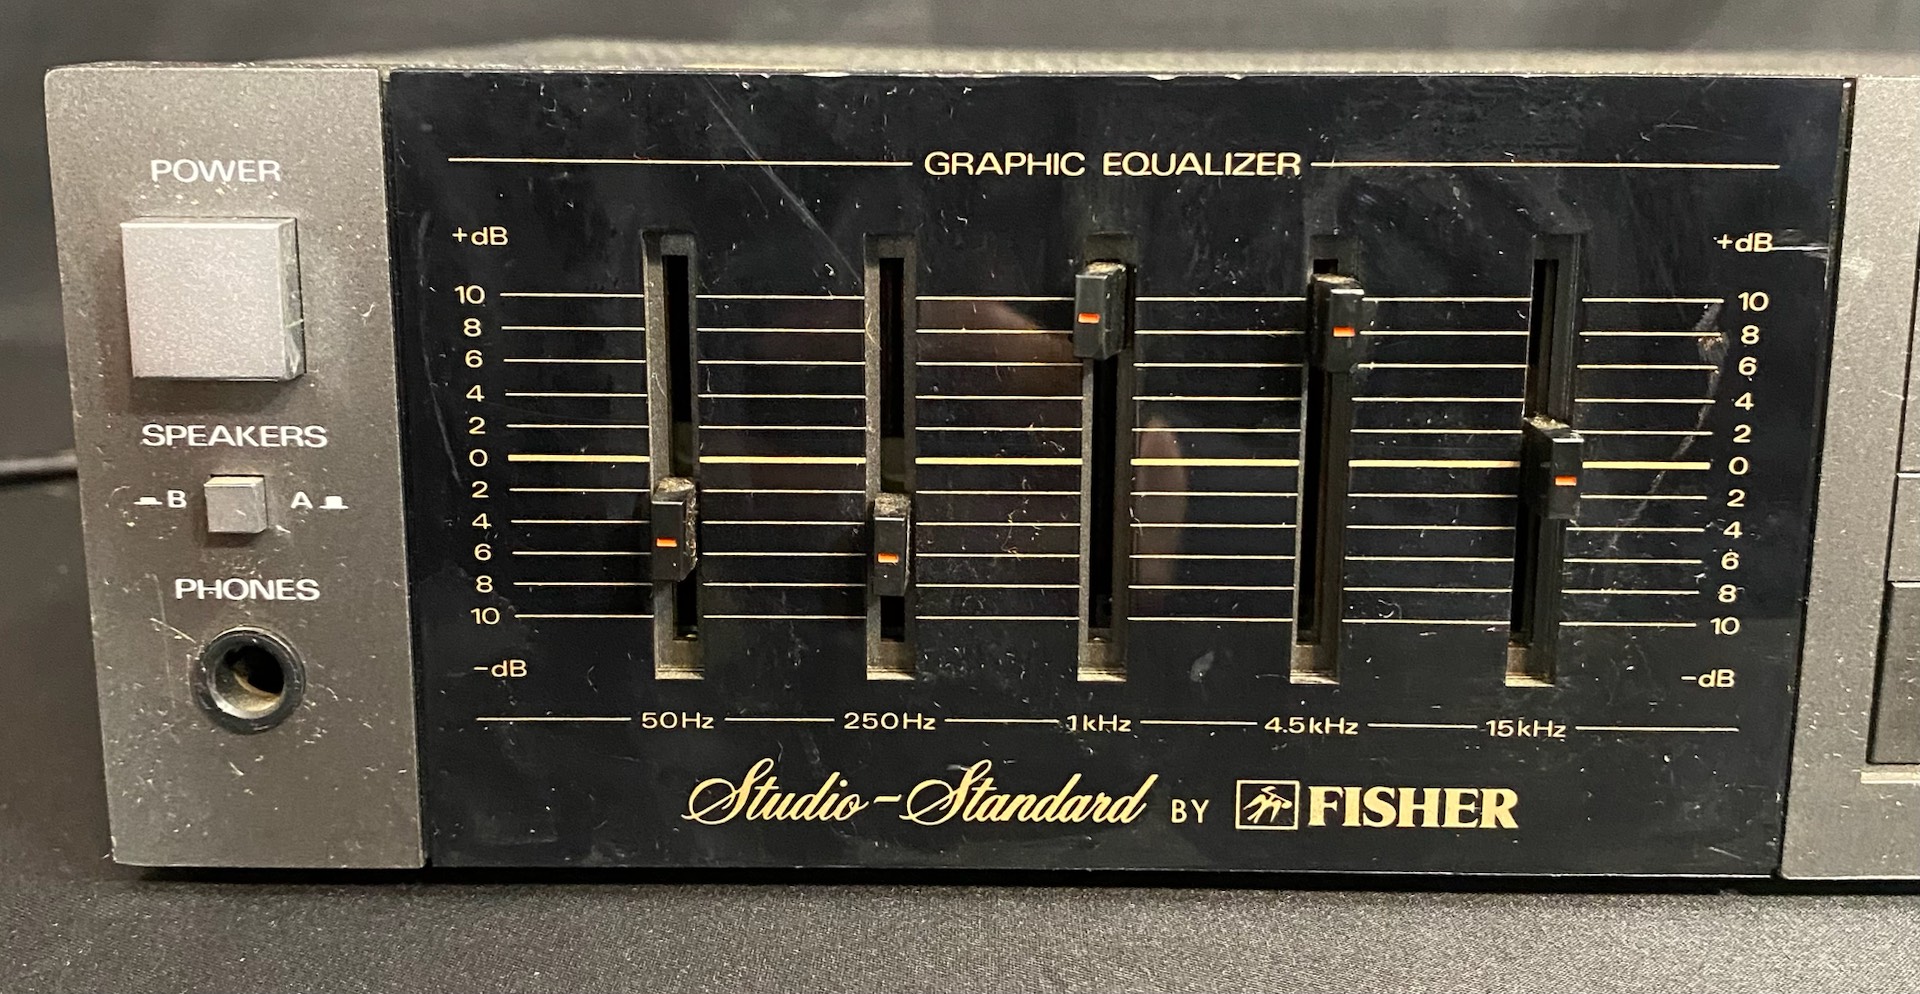 POWER
SPEAKERS
B A
PHONES
GRAPHIC EQUALIZER
+dB +dB
10 10
8 8
6 6
4 4
2 2
0 0
2 2
4 4
6 6
8 8
10 10
-dB -dB
50Hz 250Hz 1kHz 4.5kHz 15kHz
Studio-Standard BY FISHER